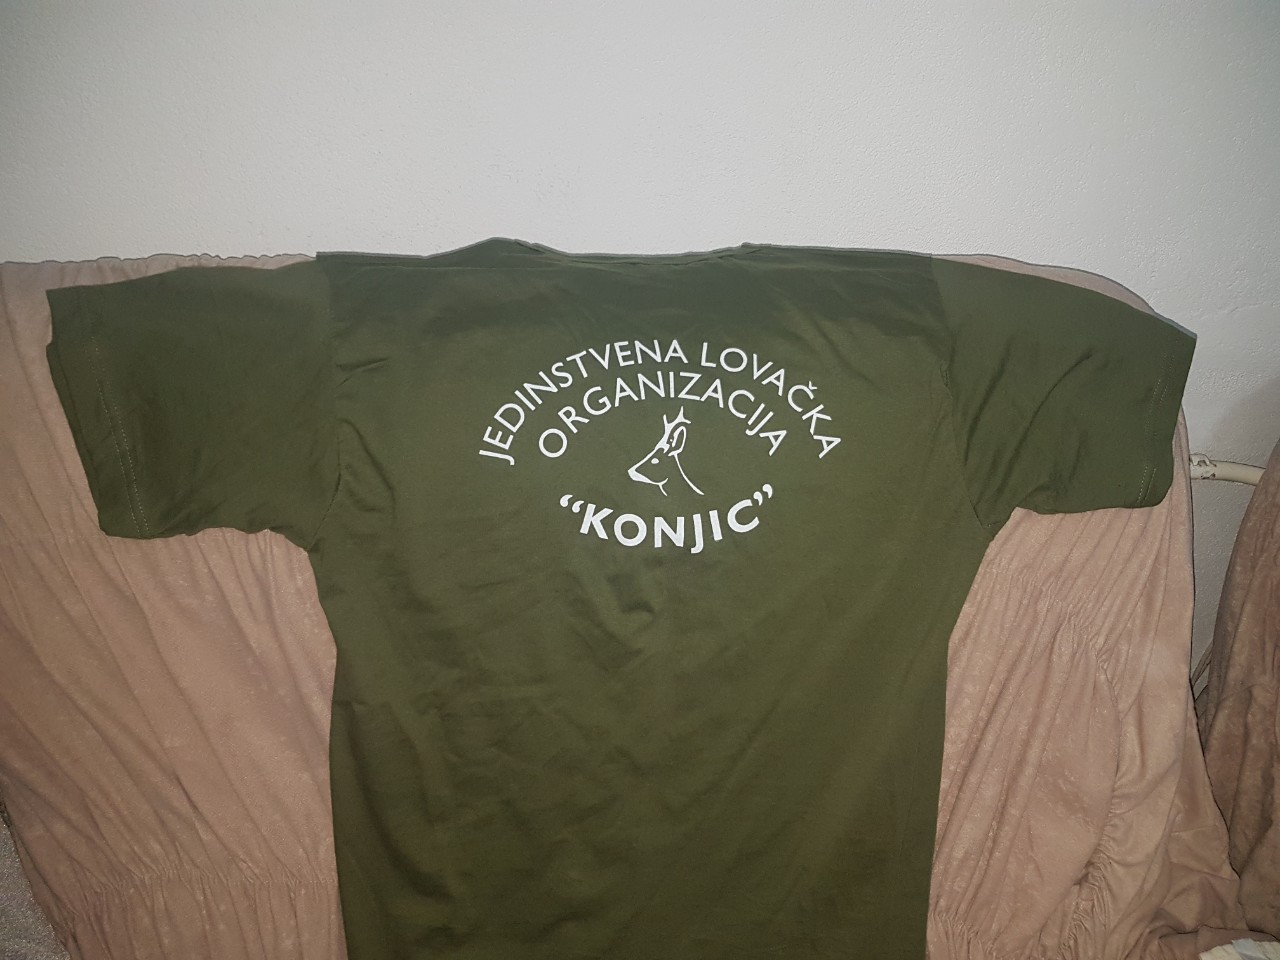 JEDINSTVENA LOVAČKA
ORGANIZACIJA
“KONJIC”